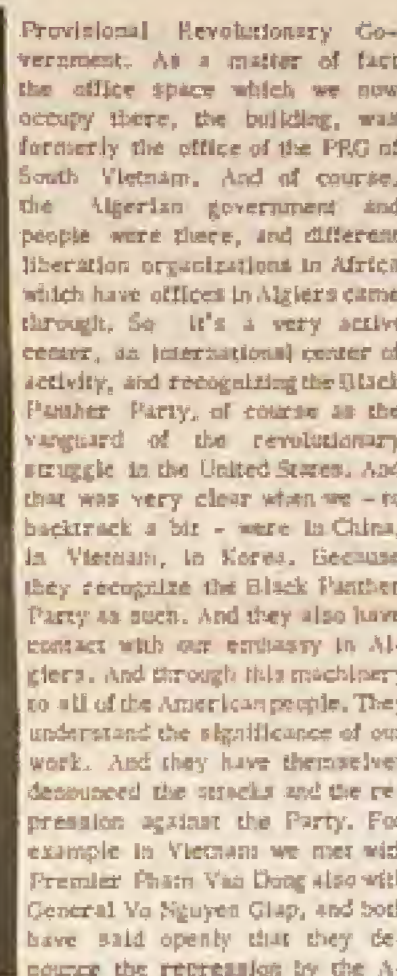 Provisional Revolutionary Go-
vernment. As a matter of fact
the office space which we now
occupy there, the building, was
formerly the office of the PRG of
South Vietnam. And of course,
the Algerian government and
people were there, and different
liberation organizations in Africa
which have offices in Algiers came
through. So it's a very active
center, an international center of
activity, and recognizing the Black
Panther Party, of course as the
vanguard of the revolutionary
struggle in the United States. And
that was very clear when we - to
backtrack a bit - were in China,
in Vietnam, in Korea. Because
they recognize the Black Panther
Party as such. And they also have
contact with our embassy in Al-
giers. And through this machinery
to all of the American people. They
understand the significance of our
work. And they have themselves
denounced the attacks and the re-
pression against the Party. For
example in Vietnam we met with
Premier Pham Van Dong also with
General Vo Nguyen Giap, and both
have said openly that they de-
nounce the repression by the A